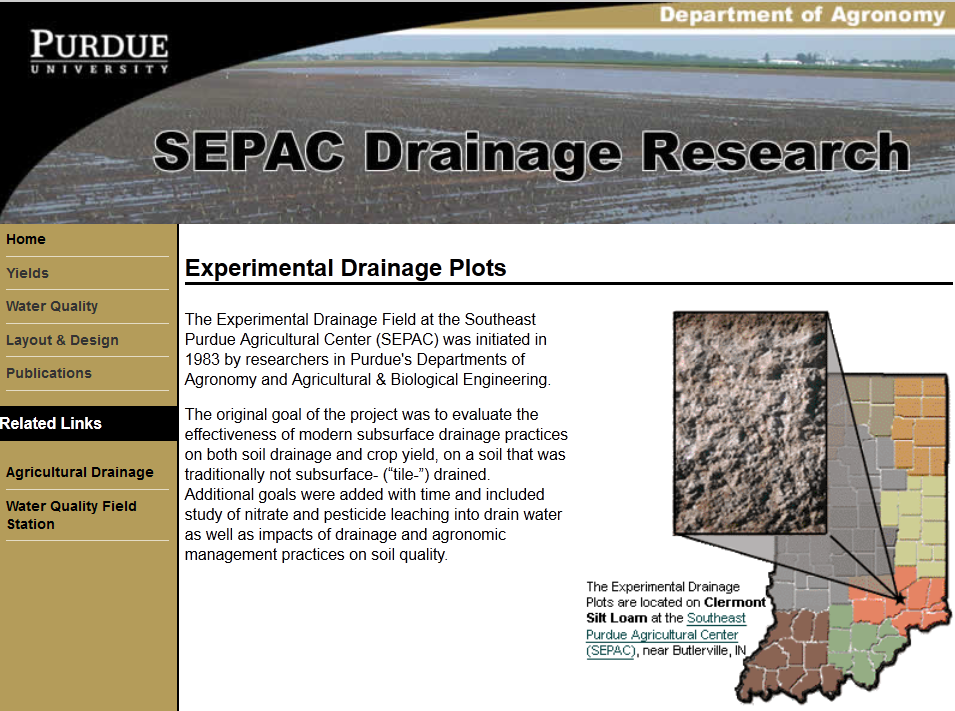 Department of Agronomy
PURDUE
UNIVERSITY
SEPAC Drainage Research
Home
Yields
Water Quality
Layout & Design
Publications
Related Links
Agricultural Drainage
Water Quality Field
Station
Experimental Drainage Plots
The Experimental Drainage Field at the Southeast
Purdue Agricultural Center (SEPAC) was initiated in
1983 by researchers in Purdue's Departments of
Agronomy and Agricultural & Biological Engineering.
The original goal of the project was to evaluate the
effectiveness of modern subsurface drainage practices
on both soil drainage and crop yield, on a soil that was
traditionally not subsurface- (“tile-”) drained.
Additional goals were added with time and included
study of nitrate and pesticide leaching into drain water
as well as impacts of drainage and agronomic
management practices on soil quality.
The Experimental Drainage
Plots are located on Clermont
Silt Loam at the Southeast
Purdue Agricultural Center
(SEPAC), near Butlerville, IN